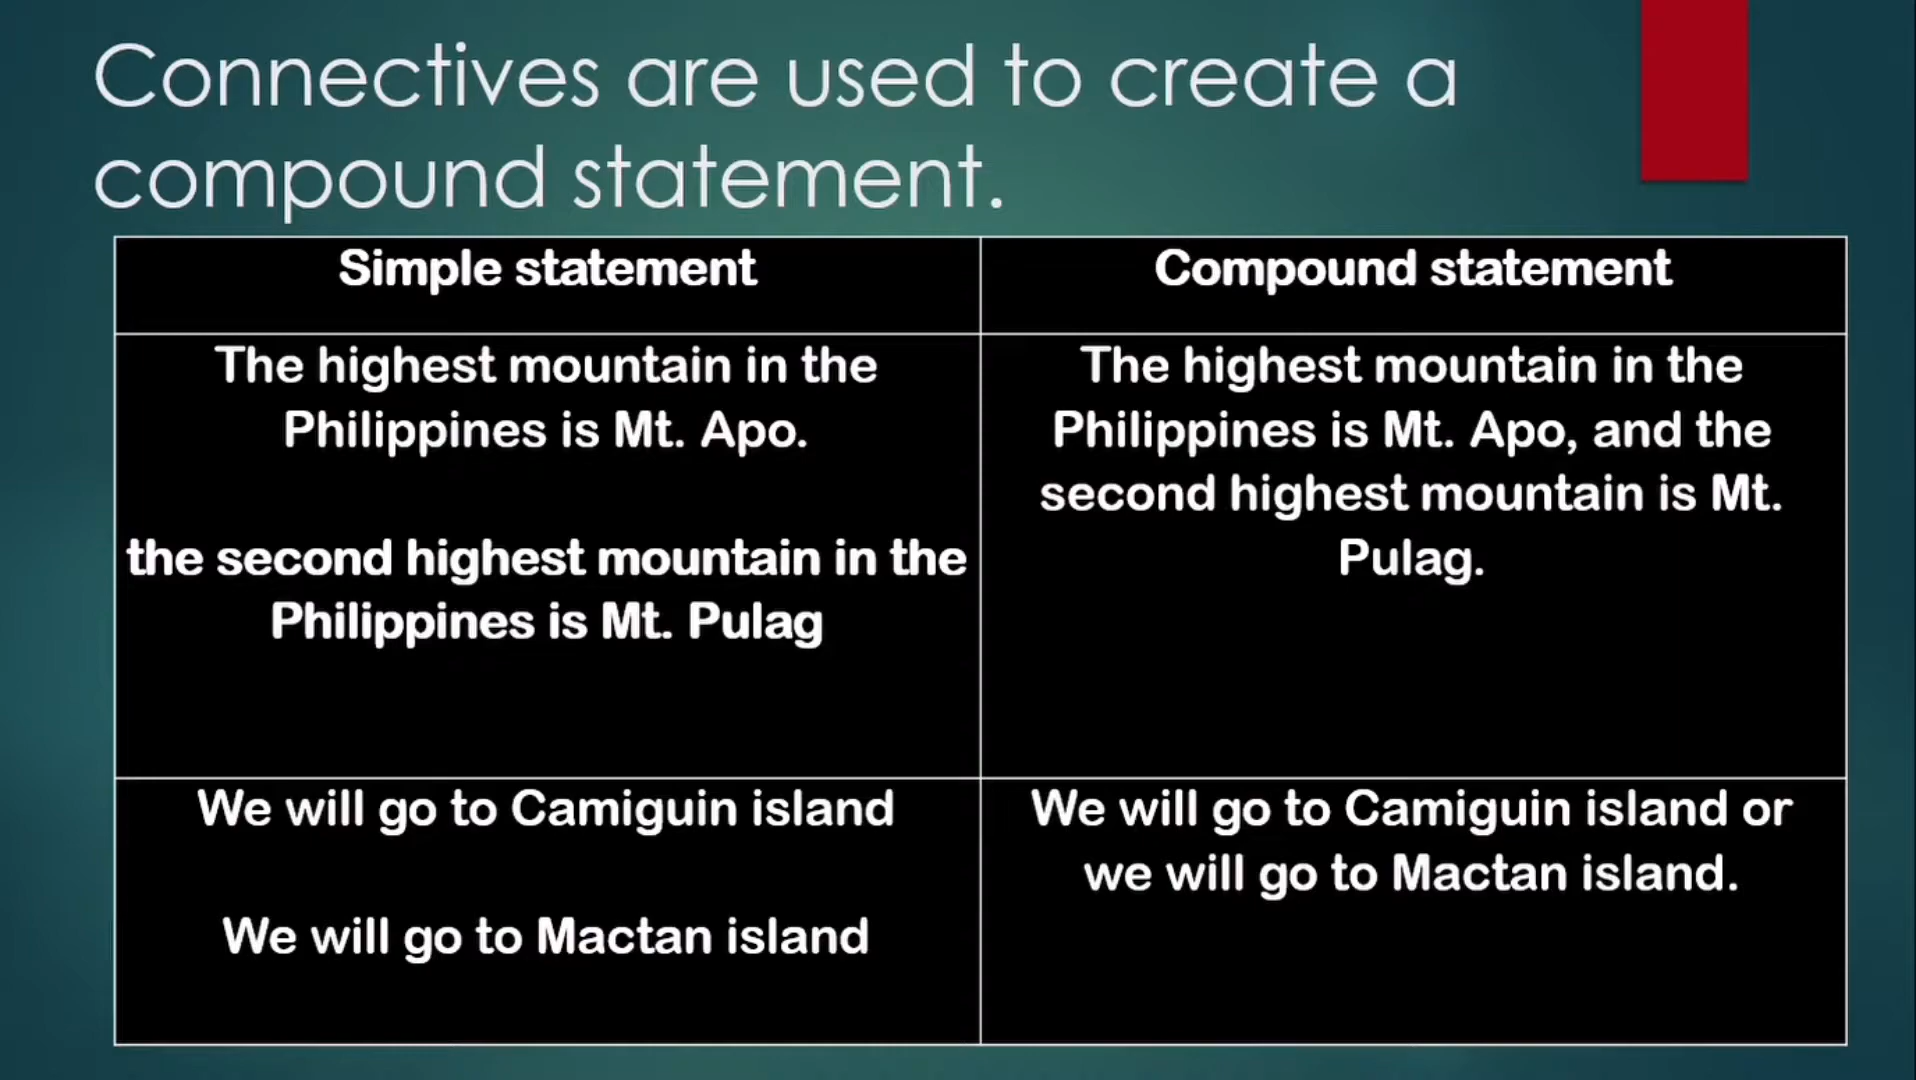 Connectives are used to create a
compound statement.
Simple statement
Compound statement
The highest mountain in the
Philippines is Mt. Apo.
the second highest mountain in the
Philippines is Mt. Pulag
The highest mountain in the
Philippines is Mt. Apo, and the
second highest mountain is Mt.
Pulag.
We will go to Camiguin island
We will go to Mactan island
We will go to Camiguin island or
we will go to Mactan island.